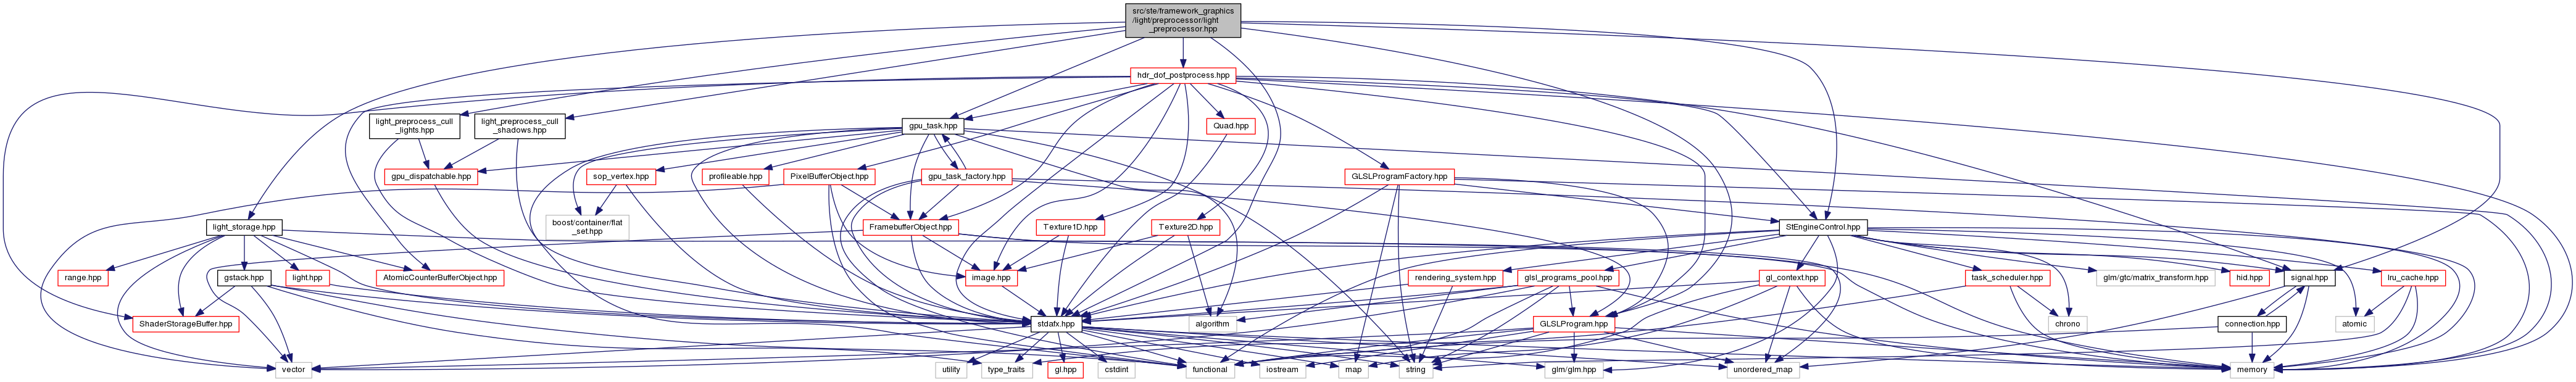 src/ste/framework_graphics
/light/preprocessor/light
_preprocessor.hpp
hdr_dof_postprocess.hpp
light_preprocess_cull
_lights.hpp
light_preprocess_cull
_shadows.hpp
gpu_task.hpp
Quad.hpp
gpu_dispatchable.hpp
sop_vertex.hpp
profileable.hpp
PixelBufferObject.hpp
gpu_task_factory.hpp
GLSLProgramFactory.hpp
light_storage.hpp
boost/container/flat
_set.hpp
FramebufferObject.hpp
Texture1D.hpp
Texture2D.hpp
StEngineControl.hpp
range.hpp
gstack.hpp
light.hpp
AtomicCounterBufferObject.hpp
image.hpp
rendering_system.hpp
glsl_programs_pool.hpp
gl_context.hpp
task_scheduler.hpp
glm/gtc/matrix_transform.hpp
hid.hpp
signal.hpp
lru_cache.hpp
ShaderStorageBuffer.hpp
stdafx.hpp
algorithm
GLSLProgram.hpp
chrono
connection.hpp
atomic
vector
utility
type_traits
gl.hpp
cstdint
functional
iostream
map
string
glm/glm.hpp
unordered_map
memory